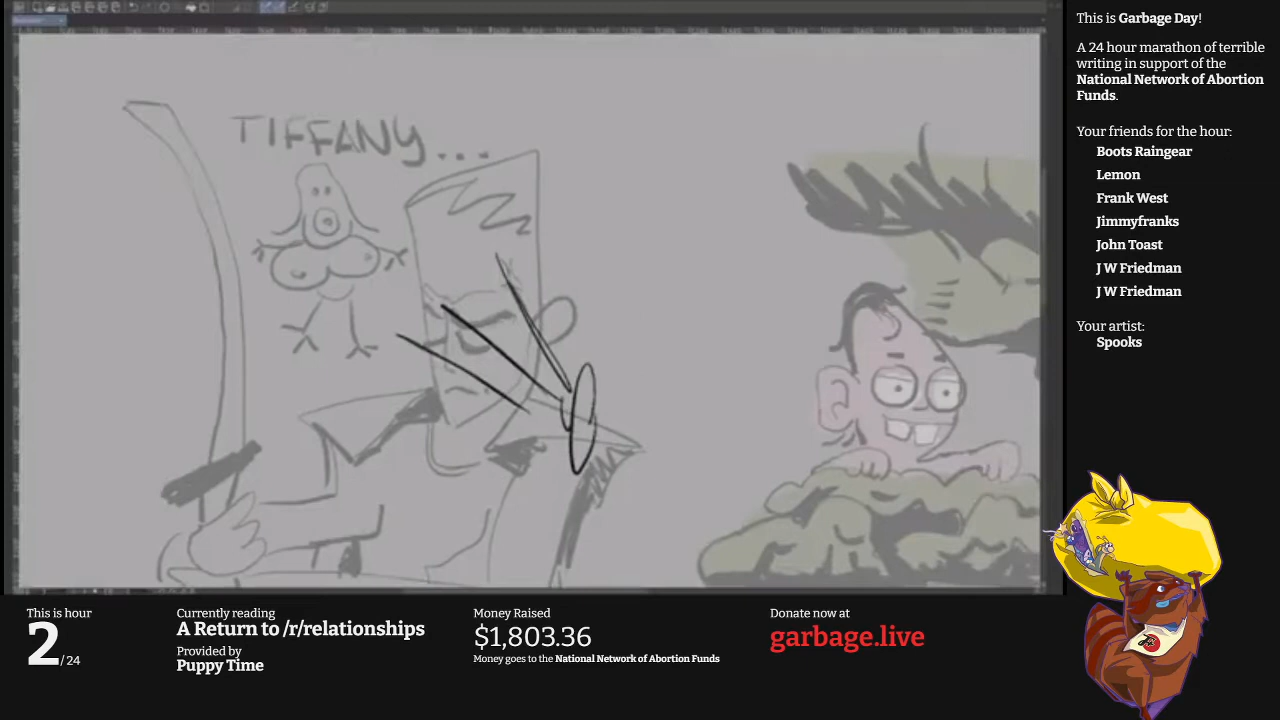 TIFFANY...
This is Garbage Day!
A 24 hour marathon of terrible
writing in support of the
National Network of Abortion
Funds.
Your friends for the hour:
Boots Raingear
Lemon
Frank West
Jimmyfranks
John Toast
J W Friedman
J W Friedman
Your artist:
Spooks
This is hour
2/24
Currently reading
A Return to /r/relationships
Provided by
Puppy Time
Money Raised
$1,803.36
Money goes to the National Network of Abortion Funds
Donate now at
garbage.live